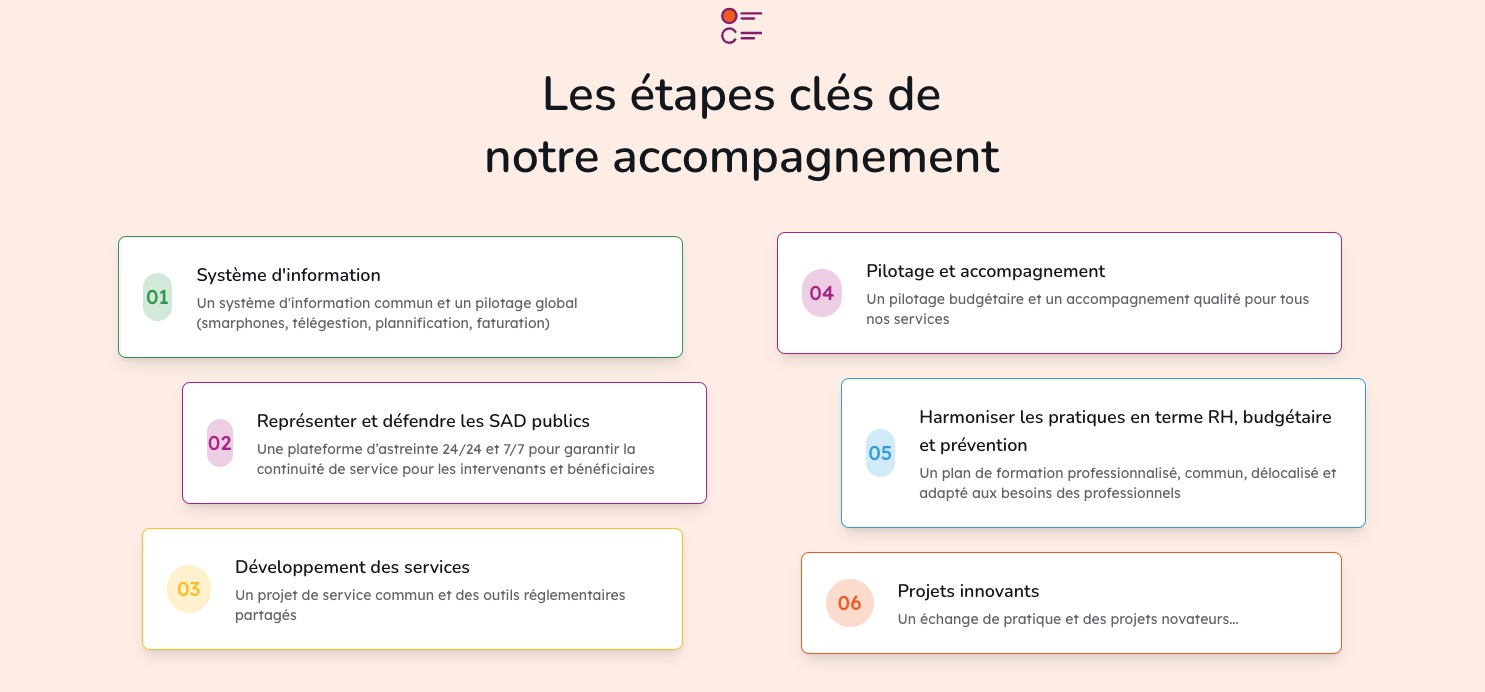 Les étapes clés de
notre accompagnement
01
Système d'information
Un système d'information commun et un pilotage global
(smarphones, télégestion, plannification, faturation)
02
Représenter et défendre les SAD publics
Une plateforme d’astreinte 24/24 et 7/7 pour garantir la
continuité de service pour les intervenants et bénéficiaires
03
Développement des services
Un projet de service commun et des outils réglementaires
partagés
04
Pilotage et accompagnement
Un pilotage budgétaire et un accompagnement qualité pour tous
nos services
05
Harmoniser les pratiques en terme RH, budgétaire
et prévention
Un plan de formation professionnalisé, commun, délocalisé et
adapté aux besoins des professionnels
06
Projets innovants
Un échange de pratique et des projets novateurs...